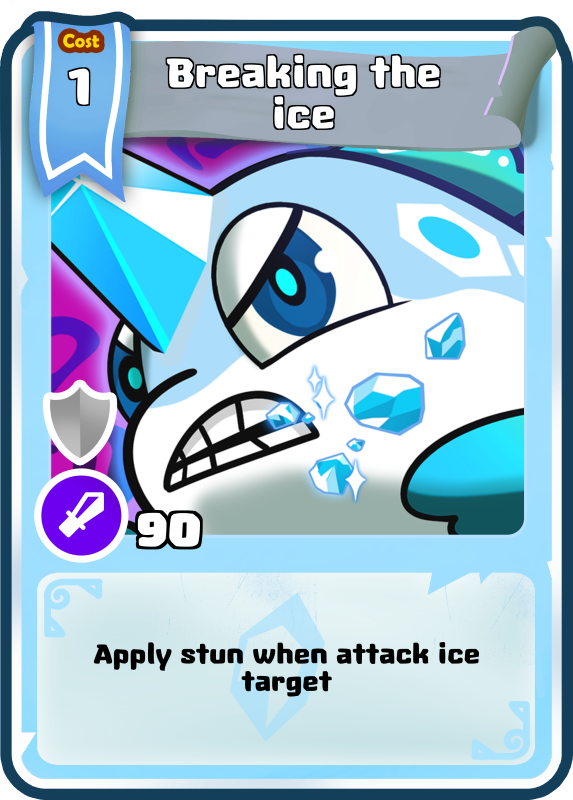 Cost
1
Breaking the
ice
90
Apply stun when attack ice
target